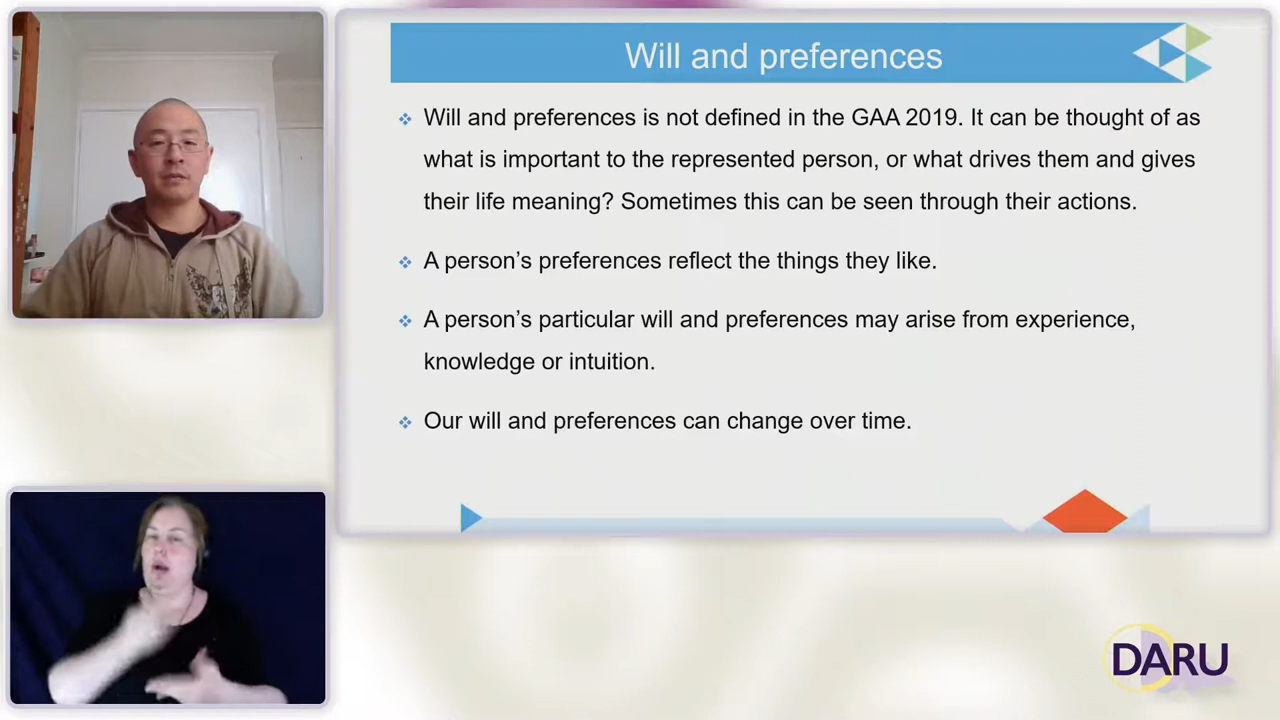 Will and preferences
Will and preferences is not defined in the GAA 2019. It can be thought of as
what is important to the represented person, or what drives them and gives
their life meaning? Sometimes this can be seen through their actions.
A person’s preferences reflect the things they like.
A person’s particular will and preferences may arise from experience,
knowledge or intuition.
Our will and preferences can change over time.
DARU